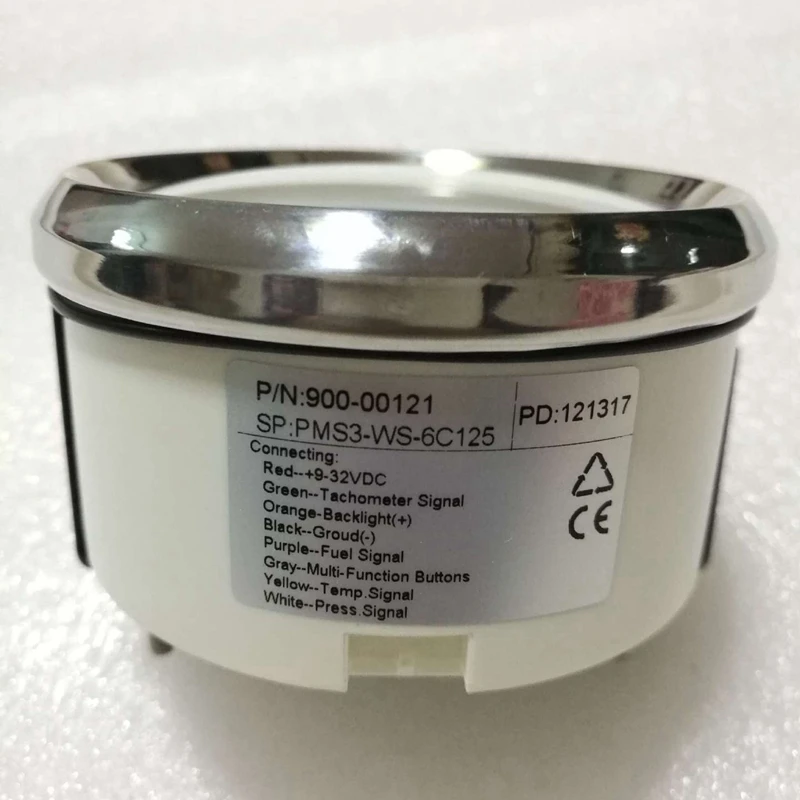 P/N:900-00121
SP:PMS3-WS-6C125
PD:121317
Connecting:
Red--+9-32VDC
Green--Tachometer Signal
Orange-Backlight(+)
Black--Groud(-)
Purple--Fuel Signal
Gray--Multi-Function Buttons
Yellow--Temp.Signal
White--Press.Signal
CE